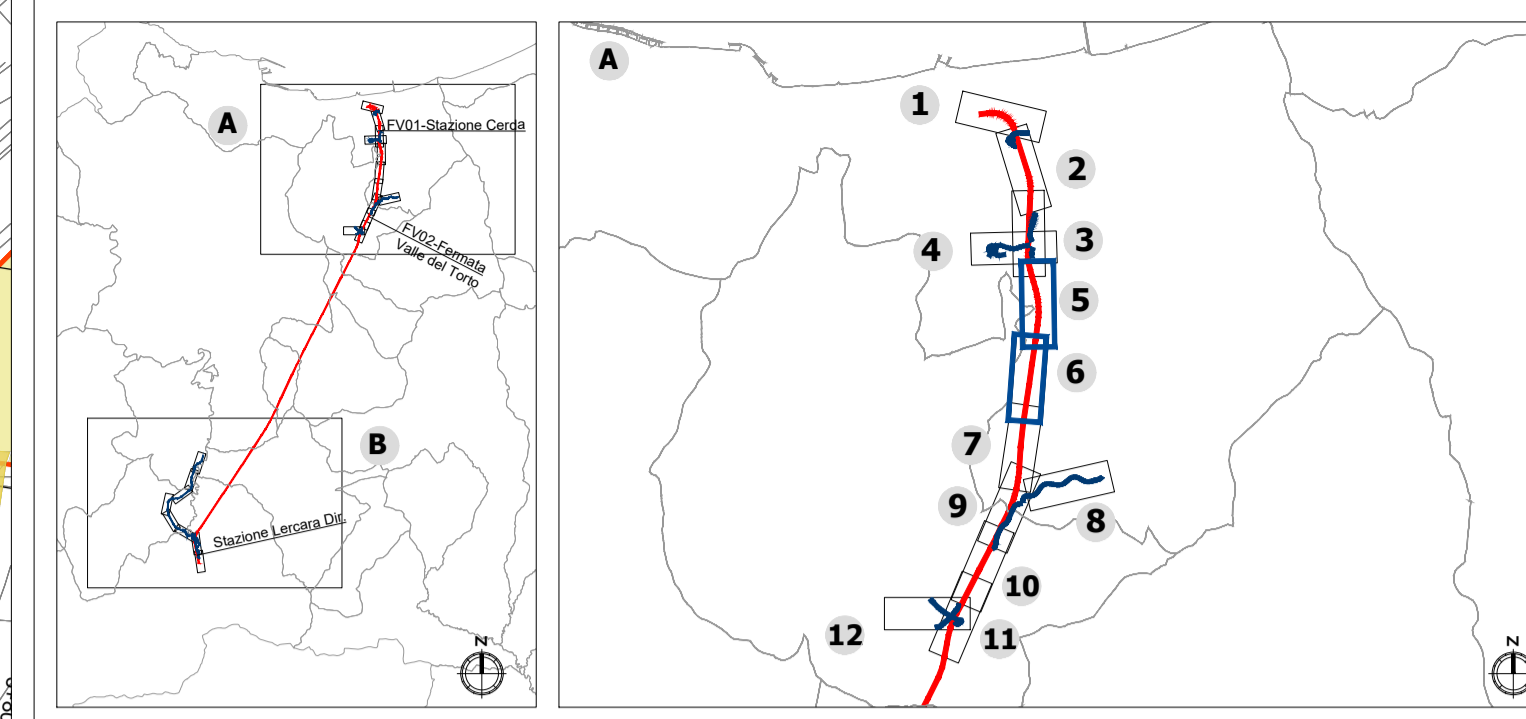 A
FV01-Stazione Cerda
FV02-Fermata
Valle del Torto
B
Stazione Lercara Dir.
N
A
1
2
3
4
5
6
7
9
8
10
12
11
N